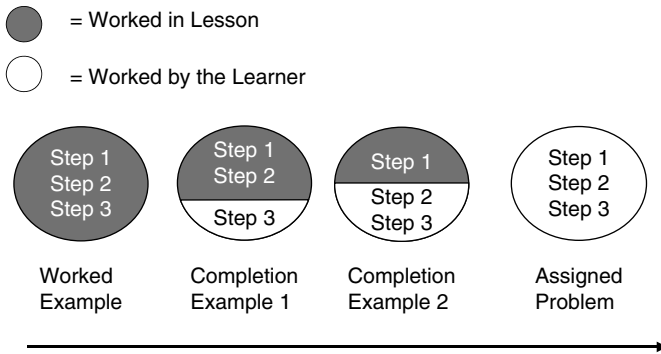 = Worked in Lesson
= Worked by the Learner
Step 1
Step 2
Step 3
Step 1
Step 2
Step 3
Step 1
Step 2
Step 3
Step 1
Step 2
Step 3
Worked
Example
Completion
Example 1
Completion
Example 2
Assigned
Problem